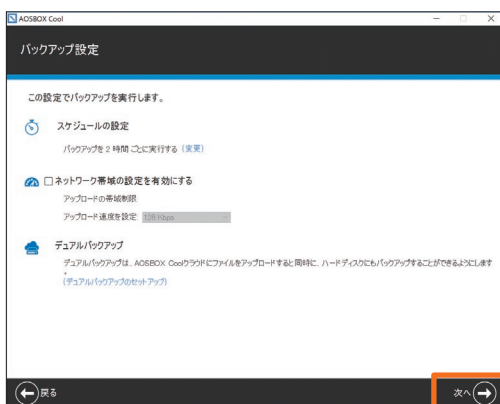 AOSBOX Cool
バックアップ設定
この設定でバックアップを実行します。
スケジュールの設定
バックアップを 2 時間 ごとに実行する (変更)
ネットワーク帯域の設定を有効にする
アップロードの帯域制限
アップロード速度を設定: 128 Kbps
デュアルバックアップ
デュアルバックアップは、AOSBOX Coolクラウドにファイルをアップロードすると同時に、ハードディスクにもバックアップすることができるようにします
。
(デュアルバックアップのセットアップ)
戻る
次へ